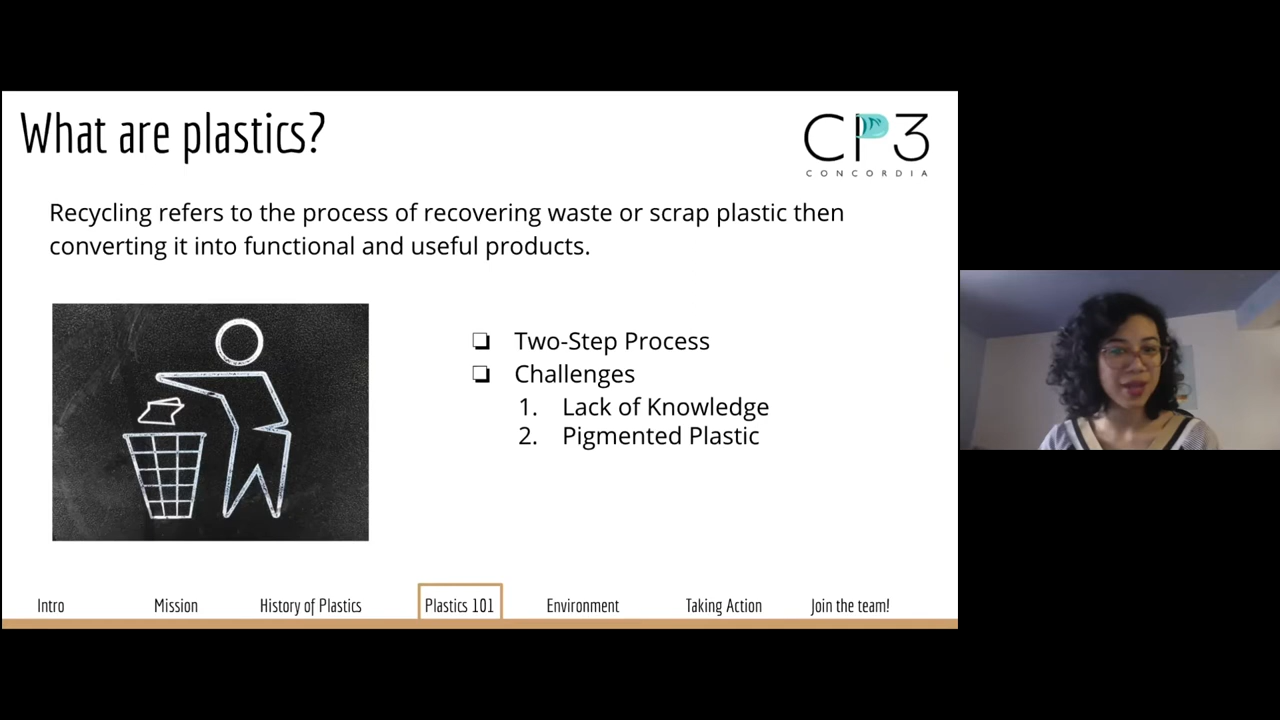 What are plastics?
CP3
CONCORDIA
Recycling refers to the process of recovering waste or scrap plastic then
converting it into functional and useful products.
❏ Two-Step Process
❏ Challenges
1. Lack of Knowledge
2. Pigmented Plastic
Intro Mission History of Plastics Plastics 101 Environment Taking Action Join the team!